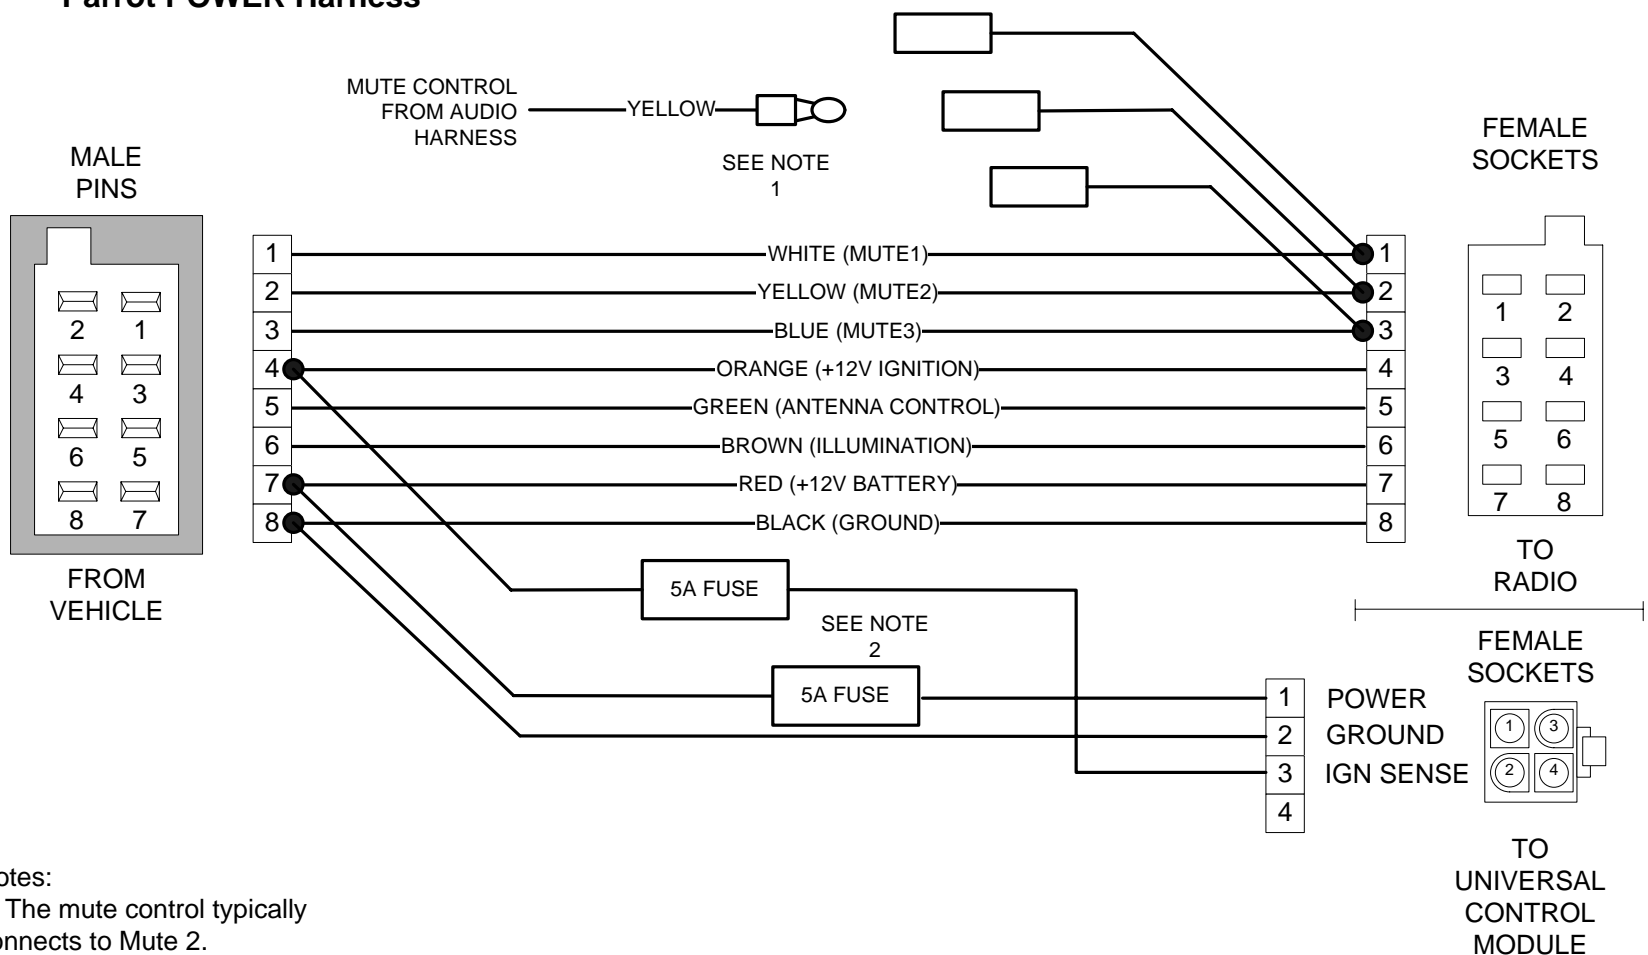 Parrot POWER Harness
MUTE CONTROL
FROM AUDIO
HARNESS
YELLOW
SEE NOTE
1
MALE
PINS
FEMALE
SOCKETS
1 WHITE (MUTE1) 1
2 YELLOW (MUTE2) 2
3 BLUE (MUTE3) 3
4 ORANGE (+12V IGNITION) 4
5 GREEN (ANTENNA CONTROL) 5
6 BROWN (ILLUMINATION) 6
7 RED (+12V BATTERY) 7
8 BLACK (GROUND) 8
2 1
4 3
6 5
8 7
FROM
VEHICLE
1 2
3 4
5 6
7 8
TO
RADIO
5A FUSE
SEE NOTE
2
5A FUSE
FEMALE
SOCKETS
1 POWER
2 GROUND
3 IGN SENSE
4
1 3
2 4
TO
UNIVERSAL
CONTROL
MODULE
otes:
The mute control typically
onnects to Mute 2.